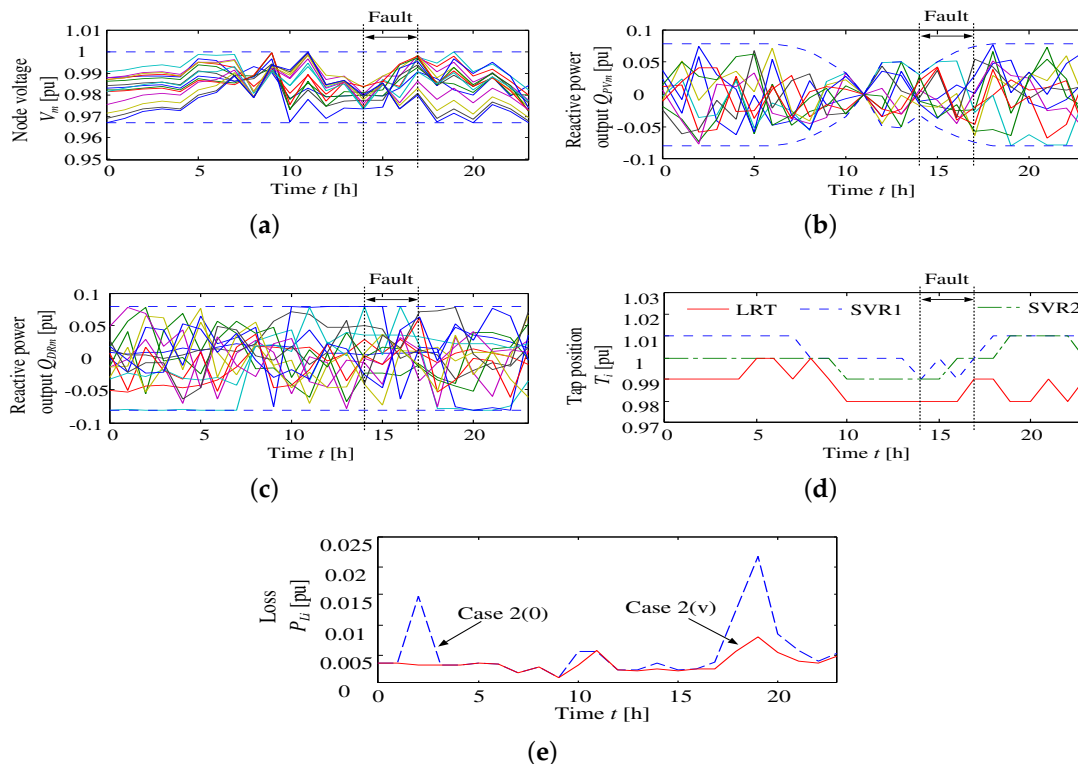 Fault
1.01
1
0.99
0.98
0.97
0.96
0.95
Node voltage
Vm [pu]
0 5 10 15 20
Time t [h]
(a)
Fault
0.1
0.05
0
-0.05
-0.1
Reactive power
output QPVm [pu]
0 5 10 15 20
Time t [h]
(b)
Fault
0.1
0.05
0
-0.05
-0.1
Reactive power
output QDRm [pu]
0 5 10 15 20
Time t [h]
(c)
Fault
1.03
1.02
1.01
1
0.99
0.98
0.97
LRT SVR1 SVR2
Tap position
Ti [pu]
0 5 10 15 20
Time t [h]
(d)
0.025
0.02
0.015
0.01
0.005
0
Loss
PLi [pu]
Case 2(0)
Case 2(v)
0 5 10 15 20
Time t [h]
(e)